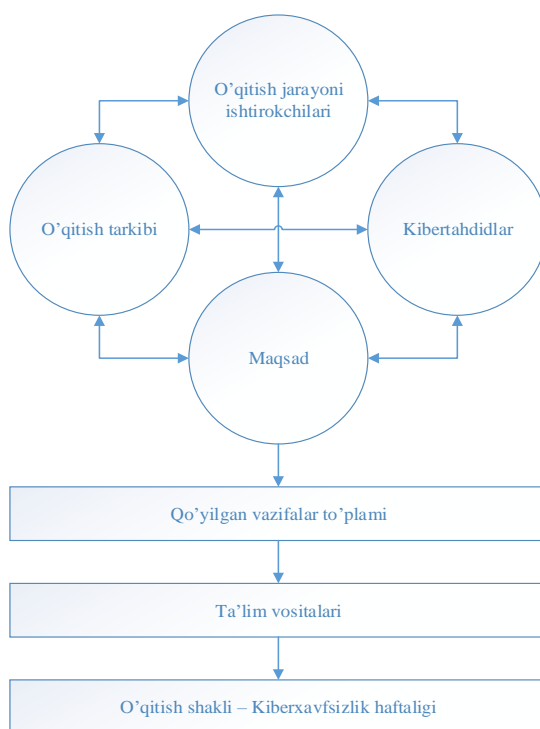 O’qitish jarayoni
ishtirokchilari
O’qitish tarkibi
Kibertahdidlar
Maqsad
Qo’yilgan vazifalar to’plami
Ta’lim vositalari
O’qitish shakli – Kiberxavfsizlik haftaligi